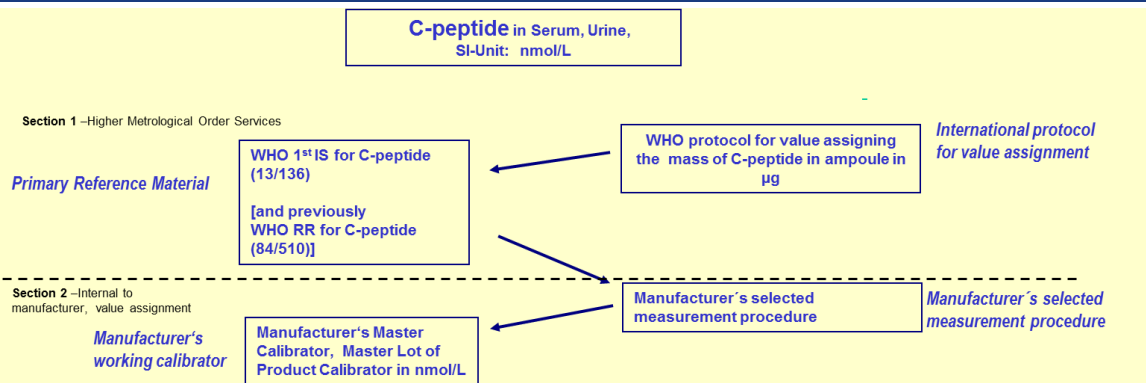 C-peptide in Serum, Urine,
SI-Unit: nmol/L
Section 1 –Higher Metrological Order Services
Primary Reference Material
WHO 1st IS for C-peptide
(13/136)
[and previously
WHO RR for C-peptide
(84/510)]
WHO protocol for value assigning
the mass of C-peptide in ampoule in
µg
International protocol
for value assignment
Section 2 –Internal to
manufacturer, value assignment
Manufacturer´s selected
measurement procedure
Manufacturer´s selected
measurement procedure
Manufacturer‘s
working calibrator
Manufacturer‘s Master
Calibrator, Master Lot of
Product Calibrator in nmol/L